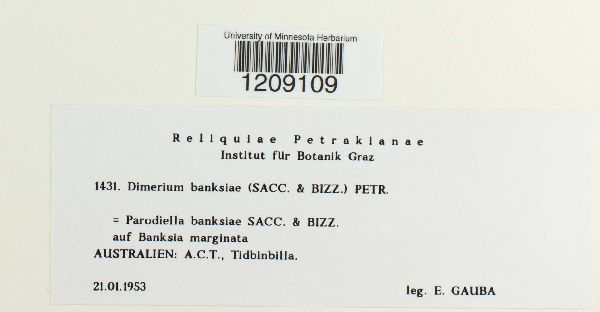 University of Minnesota Herbarium
1209109
Reliquiae Petrakianae
Institut für Botanik Graz
1431. Dimerium banksiae (SACC. & BIZZ.) PETR.
= Parodiella banksiae SACC. & BIZZ.
auf Banksia marginata
AUSTRALIEN: A.C.T., Tidbinbilla.
21.01.1953 leg. E. GAUBA